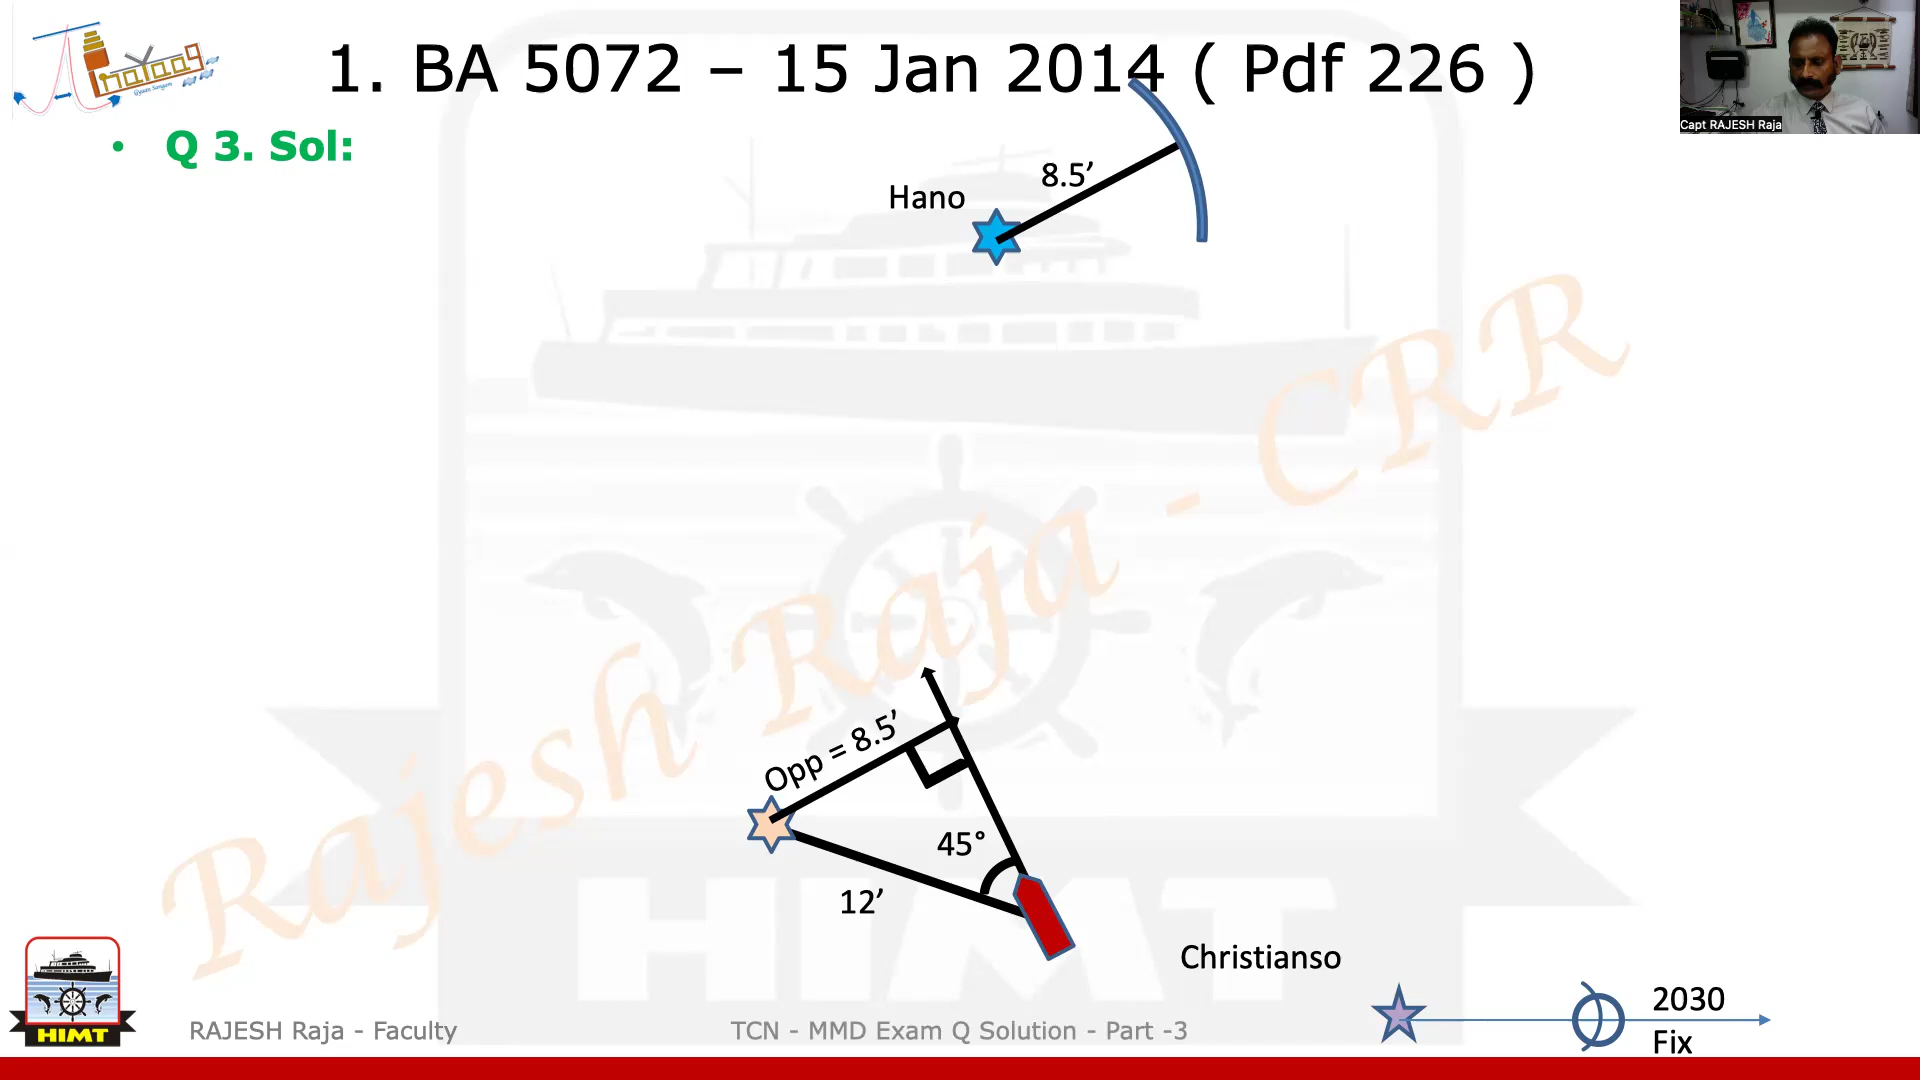 1. BA 5072 – 15 Jan 2014 ( Pdf 226 )
Capt RAJESH Raja
• Q 3. Sol:
8.5’
Hano
Rajesh Raja - CRR
Opp = 8.5’
45°
12’
HIMT
Christianso
2030
Fix
HIMT
RAJESH Raja - Faculty
TCN - MMD Exam Q Solution - Part -3